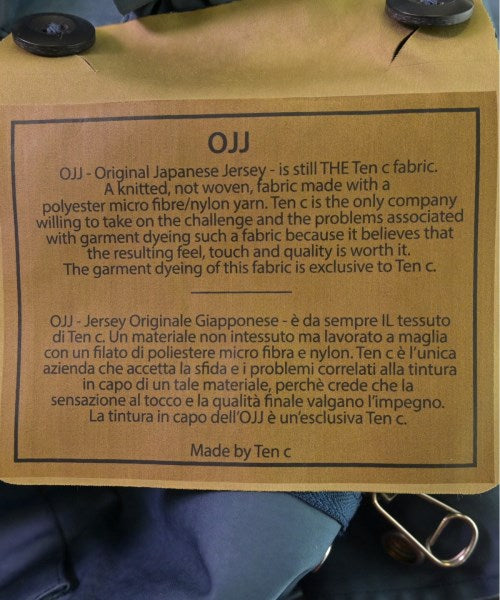 OJJ
OJJ - Original Japanese Jersey - is still THE Ten c fabric.
A knitted, not woven, fabric made with a
polyester micro fibre/nylon yarn. Ten c is the only company
willing to take on the challenge and the problems associated
with garment dyeing such a fabric because it believes that
the resulting feel, touch and quality is worth it.
The garment dyeing of this fabric is exclusive to Ten c.
OJJ - Jersey Originale Giapponese - è da sempre IL tessuto
di Ten c. Un materiale non intessuto ma lavorato a maglia
con un filato di poliestere micro fibra e nylon. Ten c è l'unica
azienda che accetta la sfida e i problemi correlati alla tintura
in capo di un tale materiale, perchè crede che la
sensazione al tocco e la qualità finale valgano l'impegno.
La tintura in capo dell'OJJ è un'esclusiva Ten c.
Made by Ten c